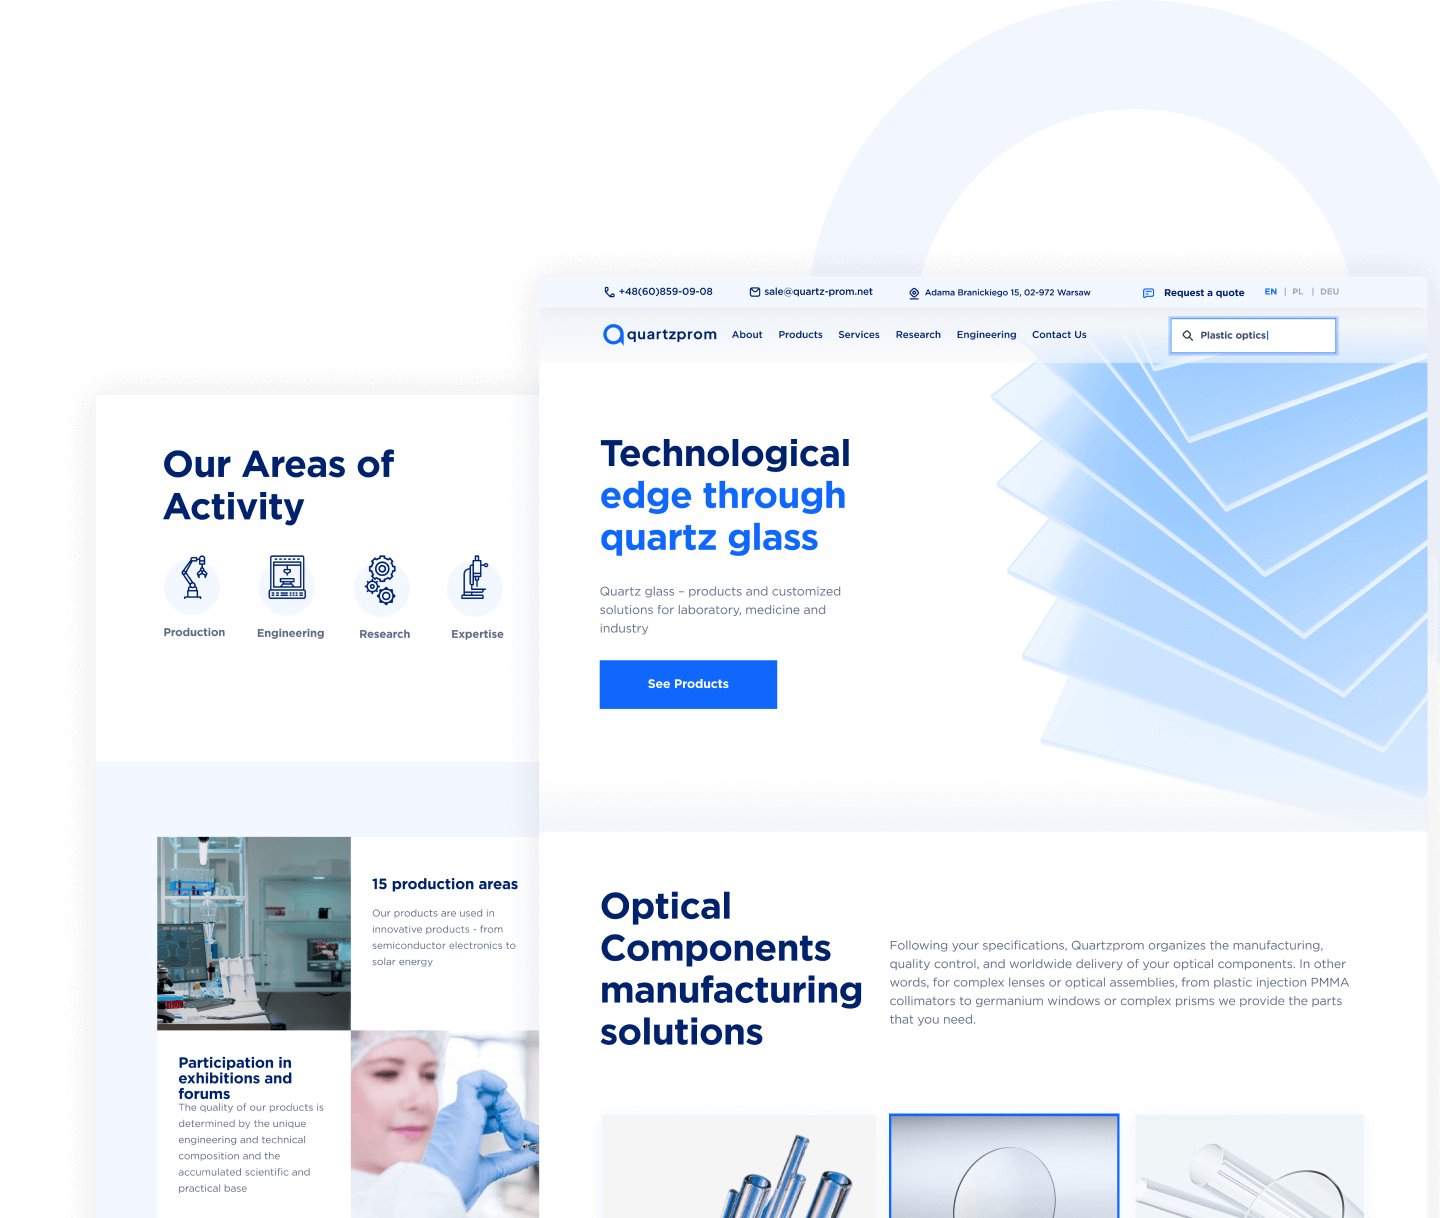 +48(60)859-09-08
sale@quartz-prom.net
Adama Branickiego 15, 02-972 Warsaw
Request a quote
EN | PL | DEU
quartzprom
About
Products
Services
Research
Engineering
Contact Us
Plastic optics
Technological
edge through
quartz glass
Quartz glass – products and customized
solutions for laboratory, medicine and
industry
See Products
Optical
Components
manufacturing
solutions
Following your specifications, Quartzprom organizes the manufacturing,
quality control, and worldwide delivery of your optical components. In other
words, for complex lenses or optical assemblies, from plastic injection PMMA
collimators to germanium windows or complex prisms we provide the parts
that you need.
Our Areas of
Activity
Production
Engineering
Research
Expertise
15 production areas
Our products are used in
innovative products - from
semiconductor electronics to
solar energy
Participation in
exhibitions and
forums
The quality of our products is
determined by the unique
engineering and technical
composition and the
accumulated scientific and
practical base